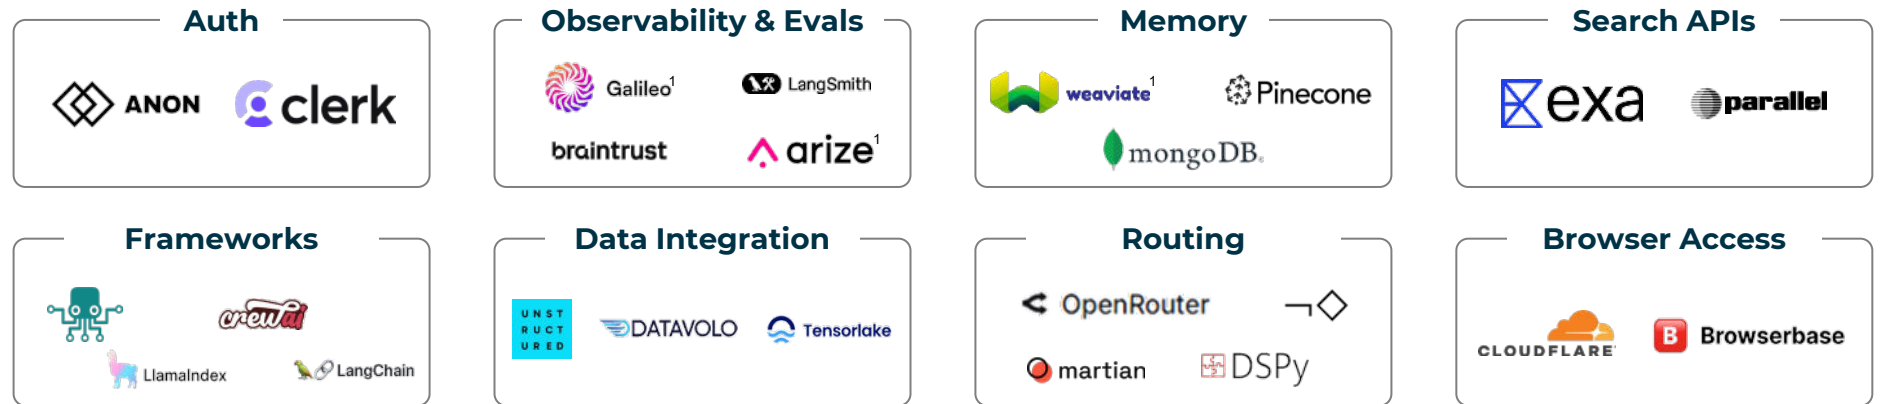 Auth
ANON
clerk
Observability & Evals
Galileo1
LangSmith
braintrust
arize1
Memory
weaviate1
Pinecone
mongoDB®
Search APIs
exa
parallel
Frameworks
crewai
LlamaIndex
LangChain
Data Integration
UNST
RUCT
URED
DATAVOLO
Tensorlake
Routing
OpenRouter
martian
DSPy
Browser Access
CLOUDFLARE
B Browserbase